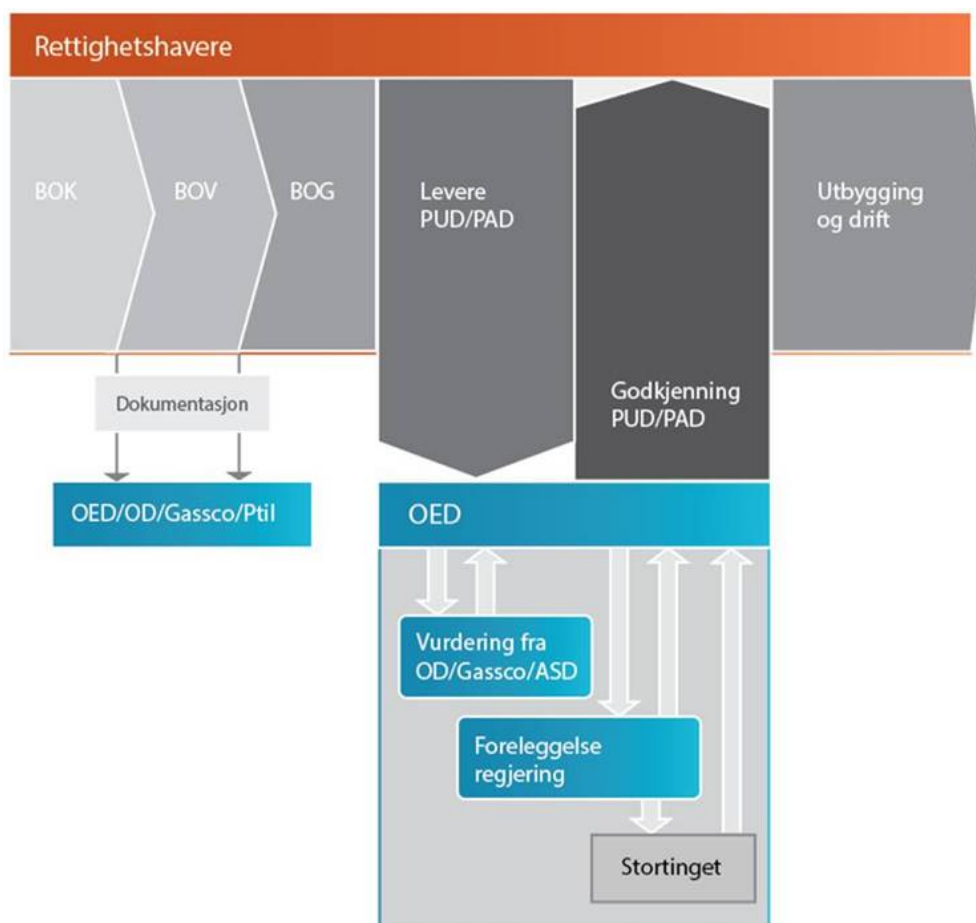 Rettighetshavere
BOK
BOV
BOG
Levere
PUD/PAD
Utbygging
og drift
Godkjenning
PUD/PAD
Dokumentasjon
OED/OD/Gassco/Ptil
OED
Vurdering fra
OD/Gassco/ASD
Foreleggelse
regjering
Stortinget